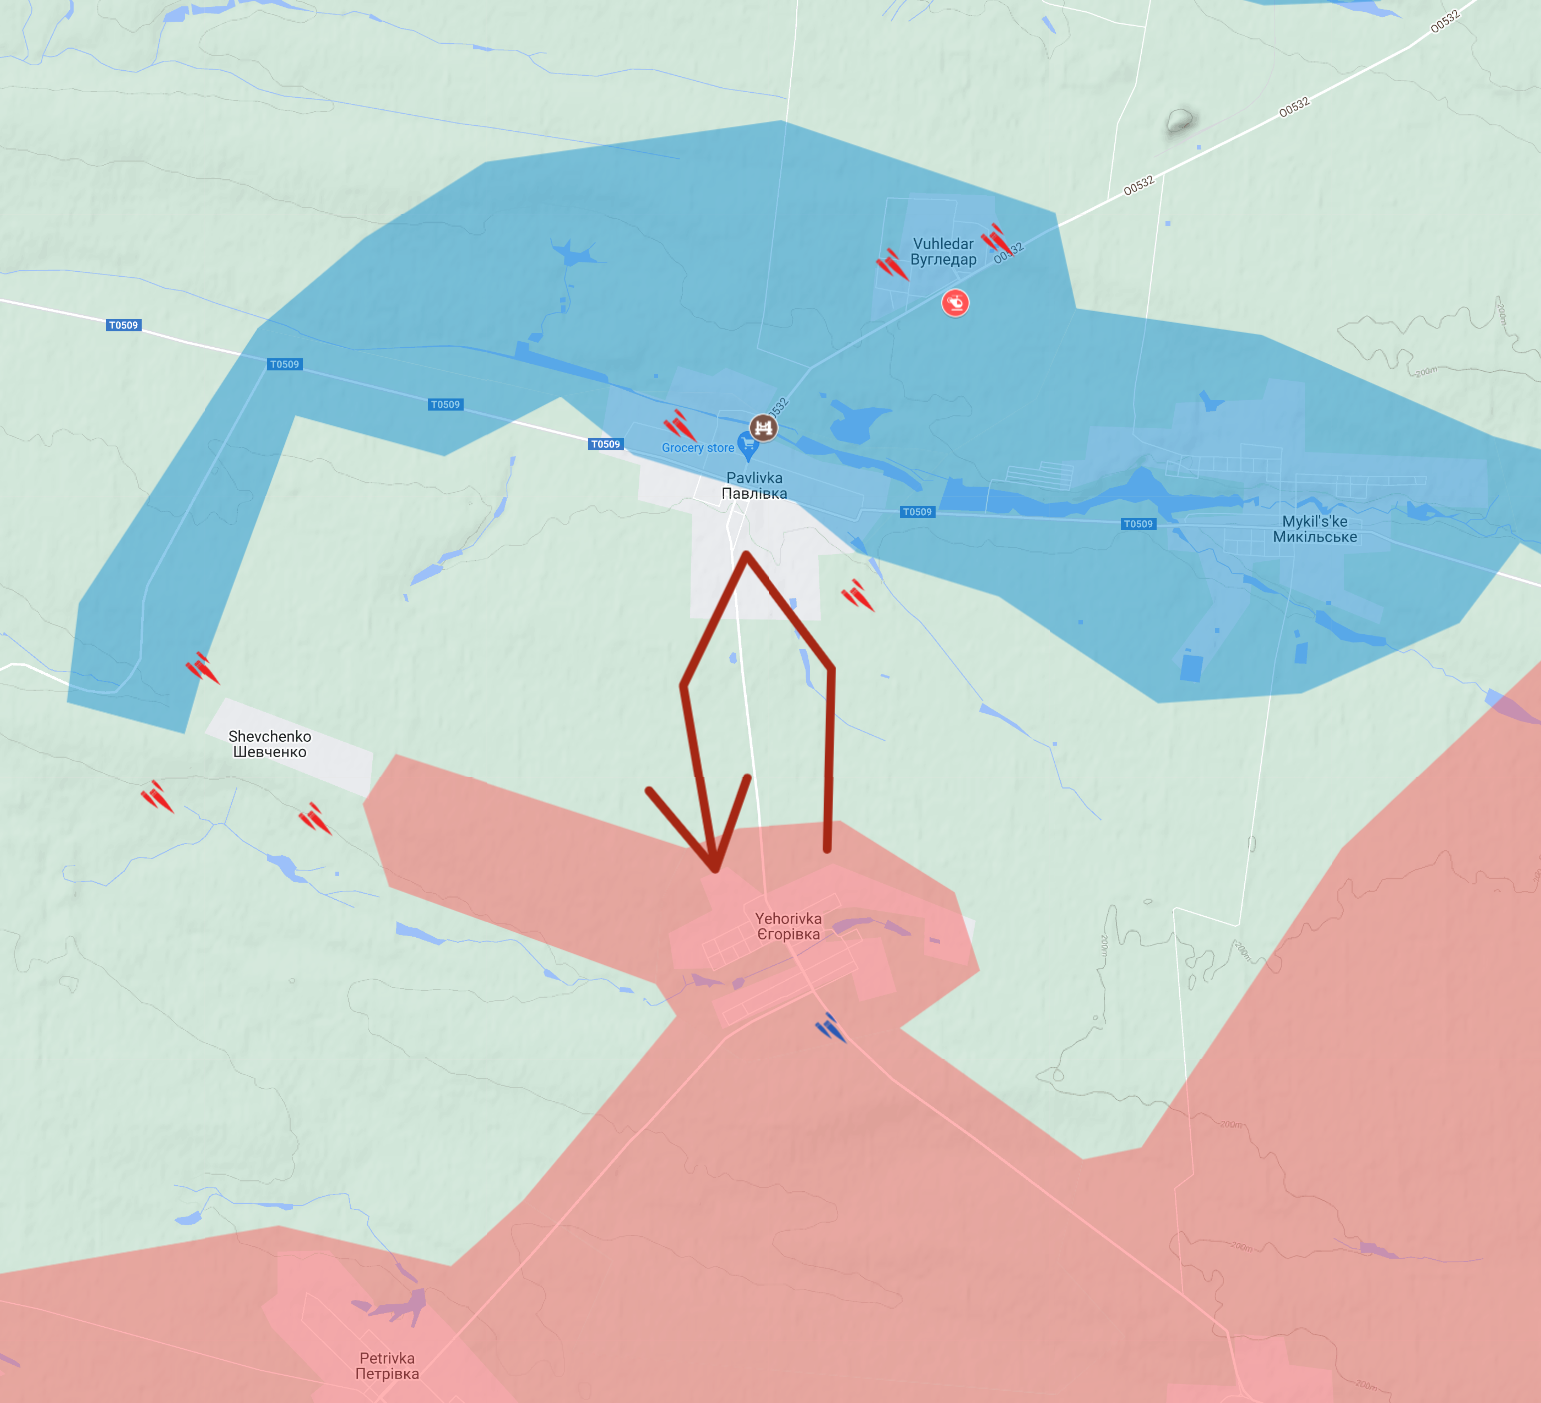 O0532
O0532
O0532
Vuhledar
Вугледар
O0532
200m
T0509
T0509
200m
T0509
O0532
T0509
Grocery store
Pavlivka
Павлівка
T0509
T0509
Mykil's'ke
Микільське
Shevchenko
Шевченко
Yehorivka
Єгорівка
200m
200m
200m
200m
Petrivka
Петрівка
200m